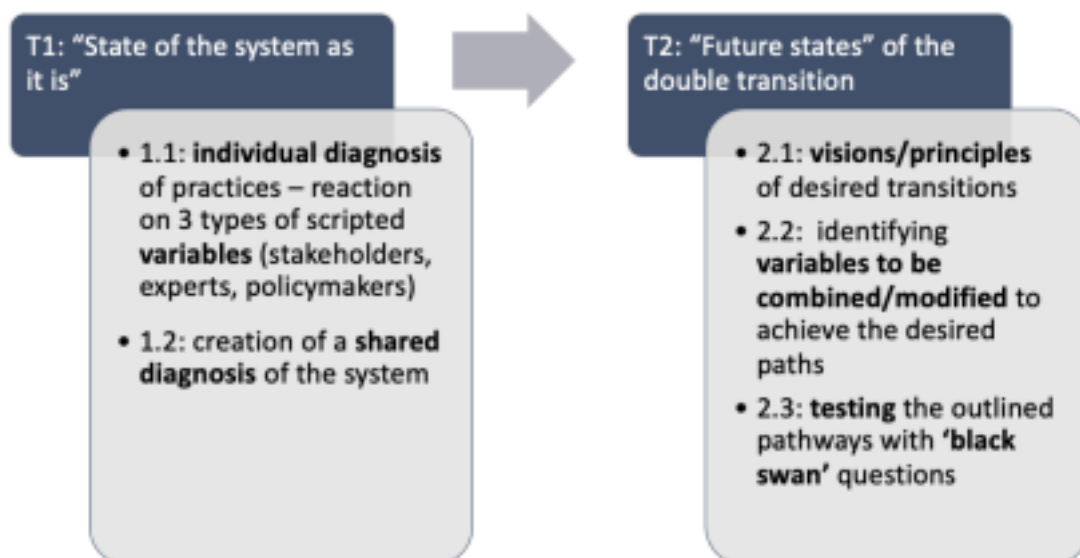 T1: “State of the system as
it is”
• 1.1: individual diagnosis
of practices – reaction
on 3 types of scripted
variables (stakeholders,
experts, policymakers)
• 1.2: creation of a shared
diagnosis of the system
T2: “Future states” of the
double transition
• 2.1: visions/principles
of desired transitions
• 2.2: identifying
variables to be
combined/modified to
achieve the desired
paths
• 2.3: testing the outlined
pathways with ‘black
swan’ questions